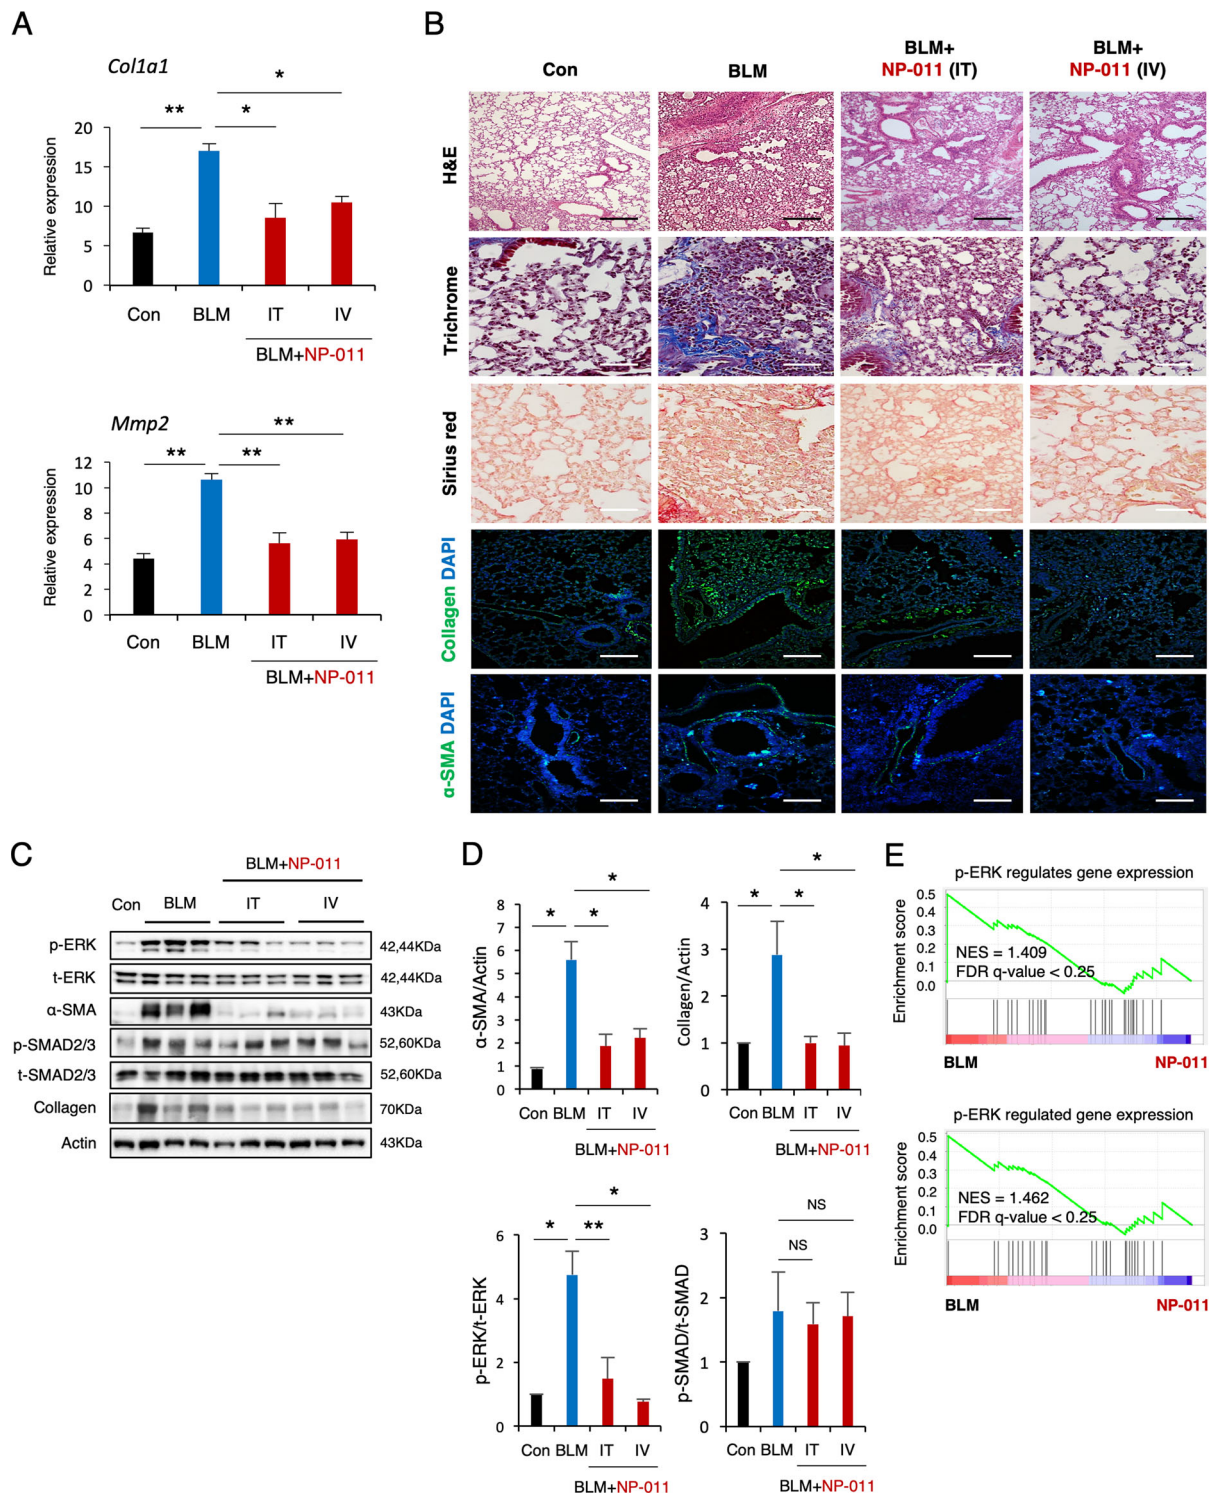 A
Col1a1
*
**
*
20
15
10
5
0
Relative expression
Con BLM IT IV
BLM+NP-011
Mmp2
**
**
**
12
10
8
6
4
2
0
Relative expression
Con BLM IT IV
BLM+NP-011
B
Con
BLM
BLM+
NP-011 (IT)
BLM+
NP-011 (IV)
H&E
Trichrome
Sirius red
Collagen DAPI
α-SMA DAPI
C
BLM+NP-011
Con BLM IT IV
p-ERK 42,44KDa
t-ERK 42,44KDa
α-SMA 43KDa
p-SMAD2/3 52,60KDa
t-SMAD2/3 52,60KDa
Collagen 70KDa
Actin 43KDa
D
*
*
*
8
7
6
5
4
3
2
1
0
α-SMA/Actin
Con BLM IT IV
BLM+NP-011
*
*
*
4
3
2
1
0
Collagen/Actin
Con BLM IT IV
BLM+NP-011
*
*
**
6
4
2
0
p-ERK/t-ERK
Con BLM IT IV
BLM+NP-011
NS
NS
3
2
1
0
p-SMAD/t-SMAD
Con BLM IT IV
BLM+NP-011
E
p-ERK regulates gene expression
0.5
0.4
0.3
0.2
0.1
0.0
Enrichment score
NES = 1.409
FDR q-value < 0.25
BLM NP-011
p-ERK regulated gene expression
0.5
0.4
0.3
0.2
0.1
0.0
Enrichment score
NES = 1.462
FDR q-value < 0.25
BLM NP-011